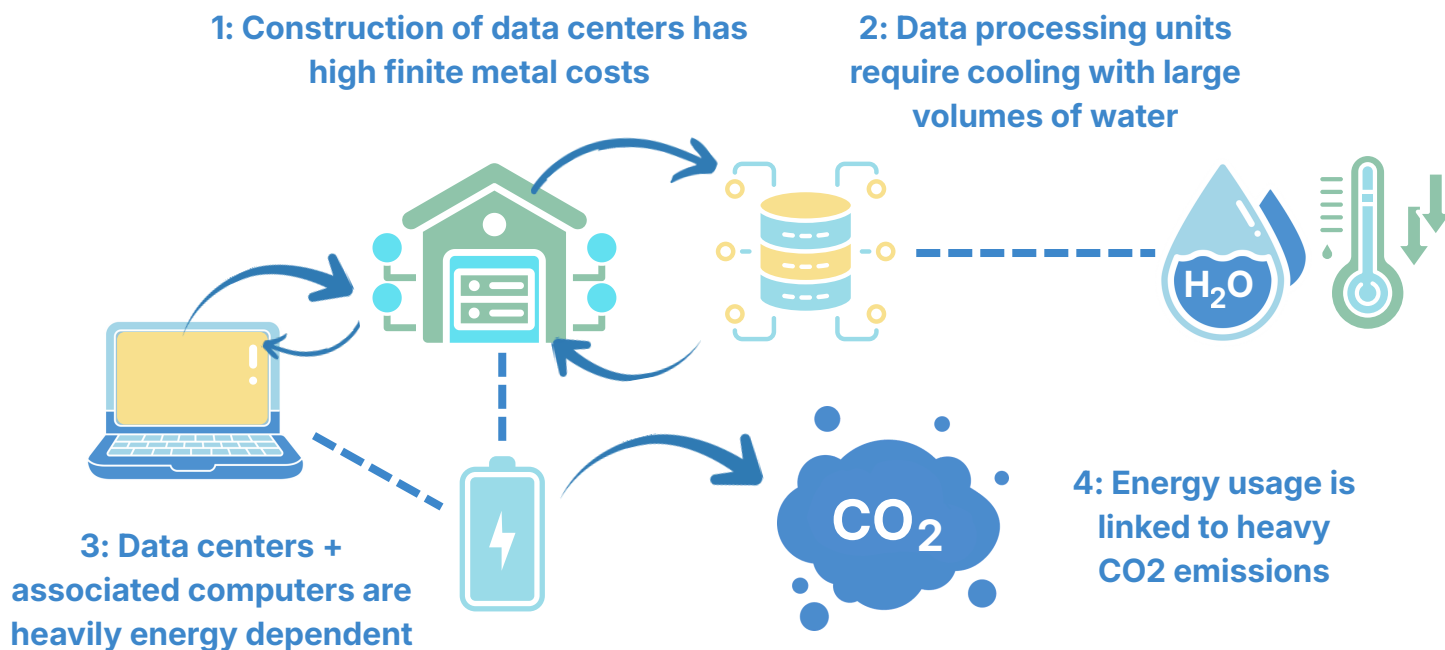 1: Construction of data centers has
high finite metal costs
2: Data processing units
require cooling with large
volumes of water
H2O
CO2
3: Data centers +
associated computers are
heavily energy dependent
4: Energy usage is
linked to heavy
CO2 emissions